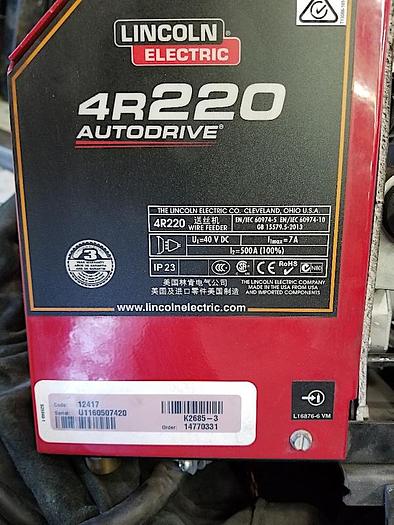 LINCOLN
ELECTRIC
4R220
AUTODRIVE®
THE LINCOLN ELECTRIC CO. CLEVELAND, OHIO U.S.A.
4R220 送丝机 WIRE FEEDER
EN/IEC 60974-5 EN/IEC 60974-10
GB 15579.5-2013
U₁=40 V DC I₁max=7A
I₂=500A (100%)
IP 23
CCC CE RoHS N80
3
美国林肯电气公司
美国及进口零件美国制造
THE LINCOLN ELECTRIC COMPANY
MADE IN THE USA FROM USA
AND IMPORTED COMPONENTS
www.lincolnelectric.com
Code: 12417
Serial: U1160507420
K2685-3
Order: 14770331
L16876-6 VM